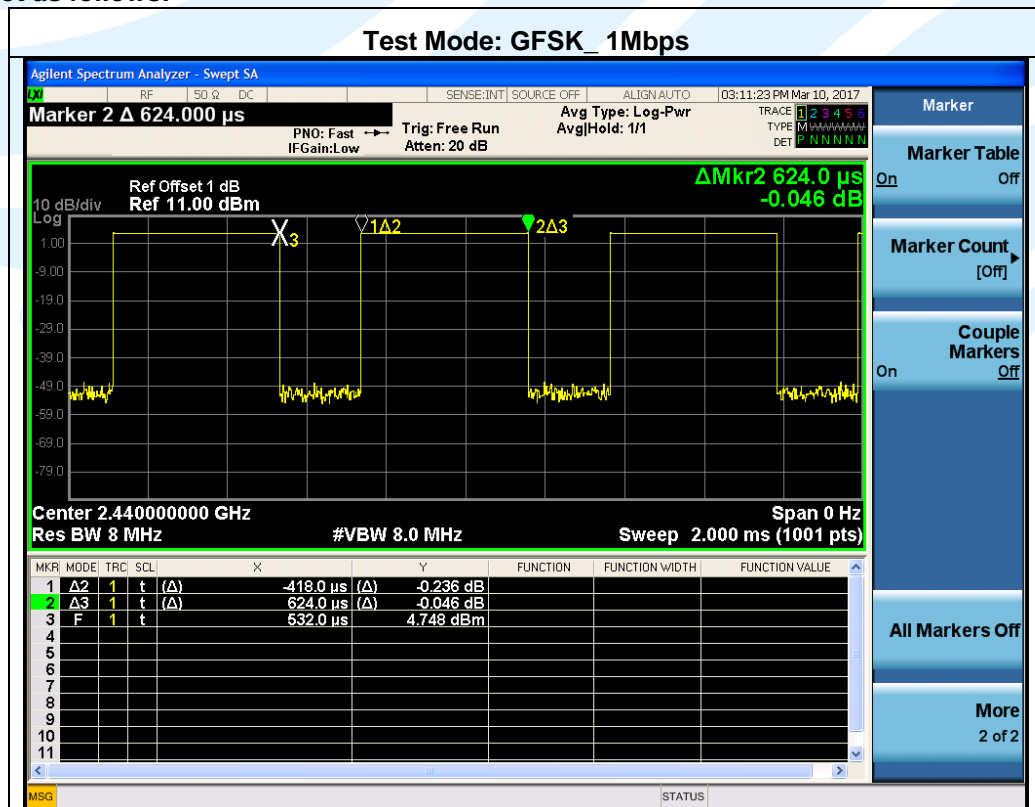 Test Mode: GFSK_ 1Mbps
Agilent Spectrum Analyzer - Swept SA
LXI RF 50 Ω DC SENSE:INT SOURCE OFF ALIGN AUTO 03:11:23 PM Mar 10, 2017
Marker 2 Δ 624.000 µs
PNO: Fast
IFGain:Low
Trig: Free Run
Atten: 20 dB
Avg Type: Log-Pwr
Avg|Hold: 1/1
TRACE 1 2 3 4 5 6
TYPE M
DET P N N N N N
Ref Offset 1 dB
10 dB/div Ref 11.00 dBm
Log
ΔMkr2 624.0 µs
-0.046 dB
X3 1Δ2 2Δ3
1.00
-9.00
-19.0
-29.0
-39.0
-49.0
-59.0
-69.0
-79.0
Center 2.440000000 GHz Span 0 Hz
Res BW 8 MHz #VBW 8.0 MHz Sweep 2.000 ms (1001 pts)
MKR MODE TRC SCL X Y FUNCTION FUNCTION WIDTH FUNCTION VALUE
1 Δ2 1 t (Δ) -418.0 µs (Δ) -0.236 dB
2 Δ3 1 t (Δ) 624.0 µs (Δ) -0.046 dB
3 F 1 t 532.0 µs 4.748 dBm
4
5
6
7
8
9
10
11
MSG STATUS
Marker
Marker Table
On Off
Marker Count
[Off]
Couple
Markers
On Off
All Markers Off
More
2 of 2